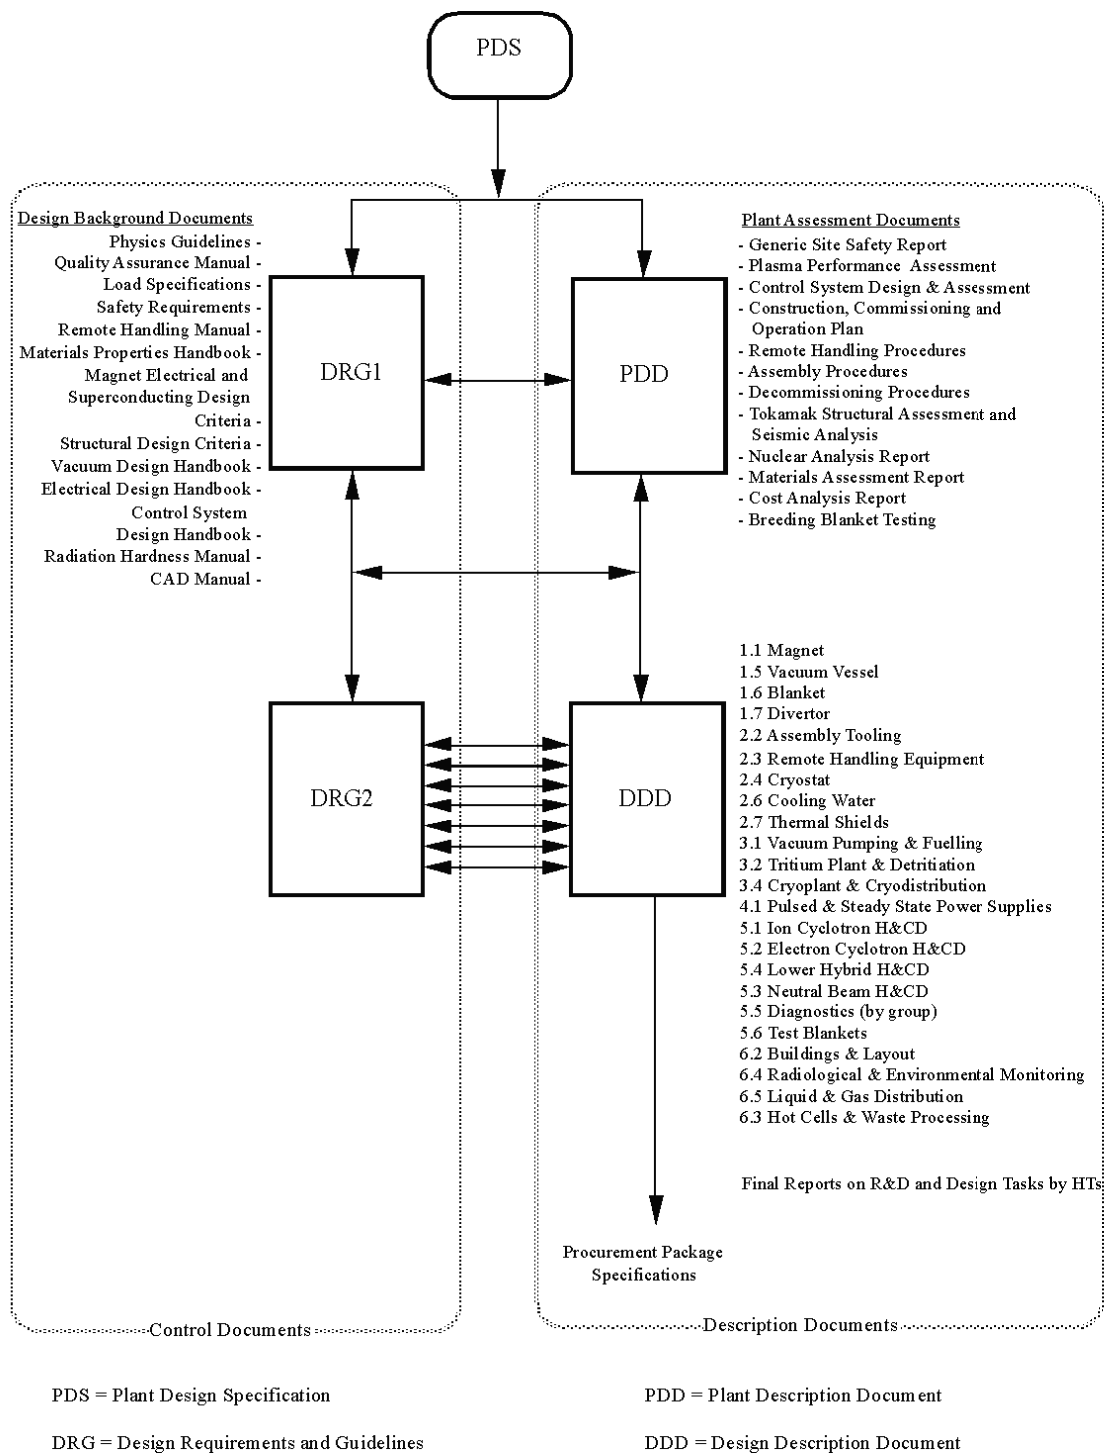 PDS
Design Background Documents
Physics Guidelines -
Quality Assurance Manual -
Load Specifications -
Safety Requirements -
Remote Handling Manual -
Materials Properties Handbook -
Magnet Electrical and
Superconducting Design
Criteria -
Structural Design Criteria -
Vacuum Design Handbook -
Electrical Design Handbook -
Control System
Design Handbook -
Radiation Hardness Manual -
CAD Manual -
DRG1
PDD
Plant Assessment Documents
- Generic Site Safety Report
- Plasma Performance Assessment
- Control System Design & Assessment
- Construction, Commissioning and
Operation Plan
- Remote Handling Procedures
- Assembly Procedures
- Decommissioning Procedures
- Tokamak Structural Assessment and
Seismic Analysis
- Nuclear Analysis Report
- Materials Assessment Report
- Cost Analysis Report
- Breeding Blanket Testing
DRG2
DDD
1.1 Magnet
1.5 Vacuum Vessel
1.6 Blanket
1.7 Divertor
2.2 Assembly Tooling
2.3 Remote Handling Equipment
2.4 Cryostat
2.6 Cooling Water
2.7 Thermal Shields
3.1 Vacuum Pumping & Fuelling
3.2 Tritium Plant & Detritiation
3.4 Cryoplant & Cryodistribution
4.1 Pulsed & Steady State Power Supplies
5.1 Ion Cyclotron H&CD
5.2 Electron Cyclotron H&CD
5.4 Lower Hybrid H&CD
5.3 Neutral Beam H&CD
5.5 Diagnostics (by group)
5.6 Test Blankets
6.2 Buildings & Layout
6.4 Radiological & Environmental Monitoring
6.5 Liquid & Gas Distribution
6.3 Hot Cells & Waste Processing
Final Reports on R&D and Design Tasks by HTs
Procurement Package
Specifications
Control Documents
Description Documents
PDS = Plant Design Specification
PDD = Plant Description Document
DRG = Design Requirements and Guidelines
DDD = Design Description Document